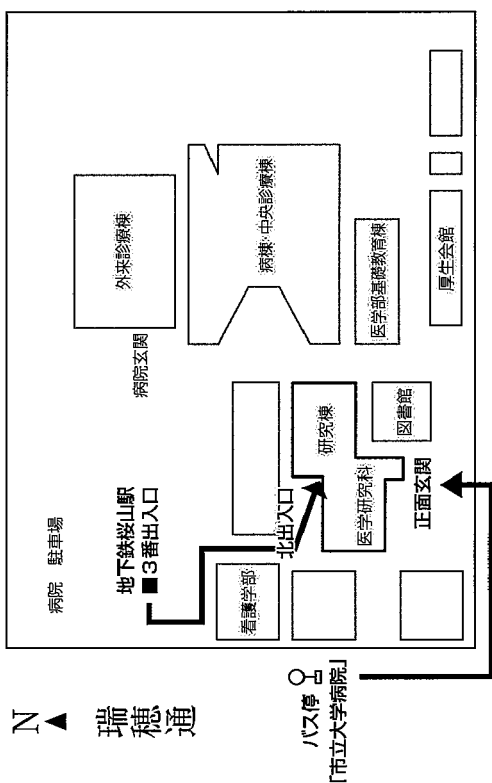 N
瑞穂通
病院 駐車場
地下鉄桜山駅
■3番出入口
病院玄関
外来診療棟
病棟・中央診療棟
看護学部
北出入口
研究棟
医学研究科
医学部基礎教育棟
図書館
正面玄関
厚生会館
バス停
「市立大学病院」